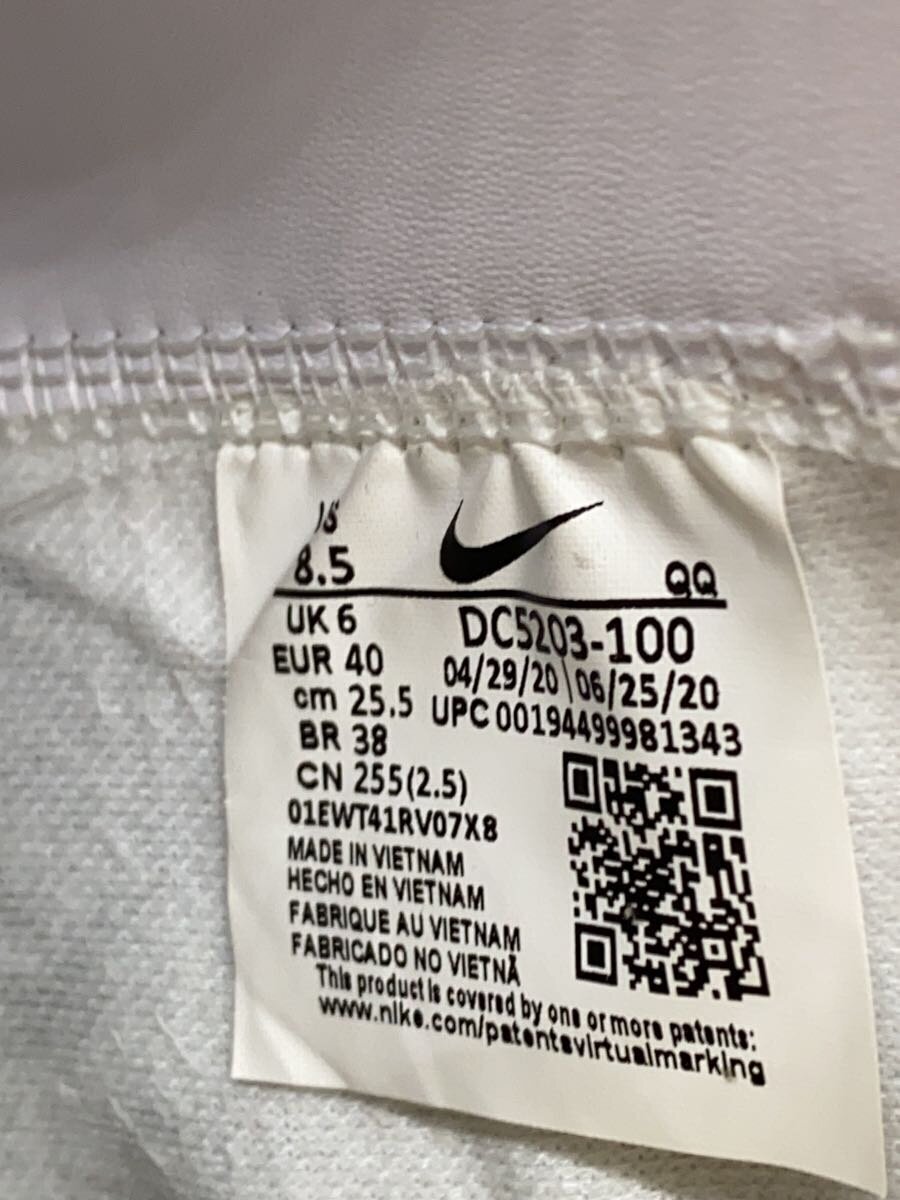 US
8.5
QQ
UK 6
DC5203-100
EUR 40
04/29/20\06/25/20
cm 25.5
UPC 00194499981343
BR 38
CN 255(2.5)
01EWT41RV07X8
MADE IN VIETNAM
HECHO EN VIETNAM
FABRIQUE AU VIETNAM
FABRICADO NO VIETNÃ
This product is covered by one or more patents:
www.nike.com/patentsvirtualmarking